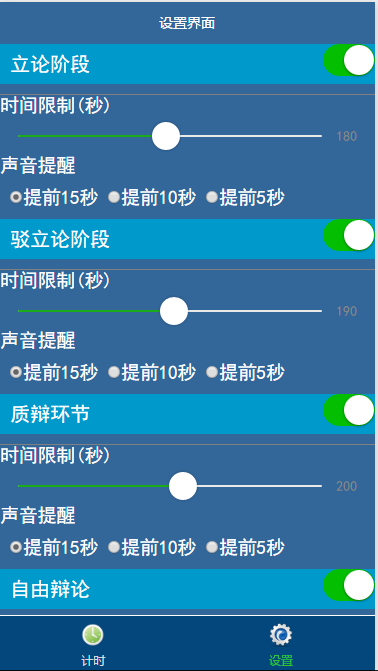 设置界面
立论阶段
时间限制(秒)
180
声音提醒
提前15秒 提前10秒 提前5秒
驳立论阶段
时间限制(秒)
190
声音提醒
提前15秒 提前10秒 提前5秒
质辩环节
时间限制(秒)
200
声音提醒
提前15秒 提前10秒 提前5秒
自由辩论
计时 设置